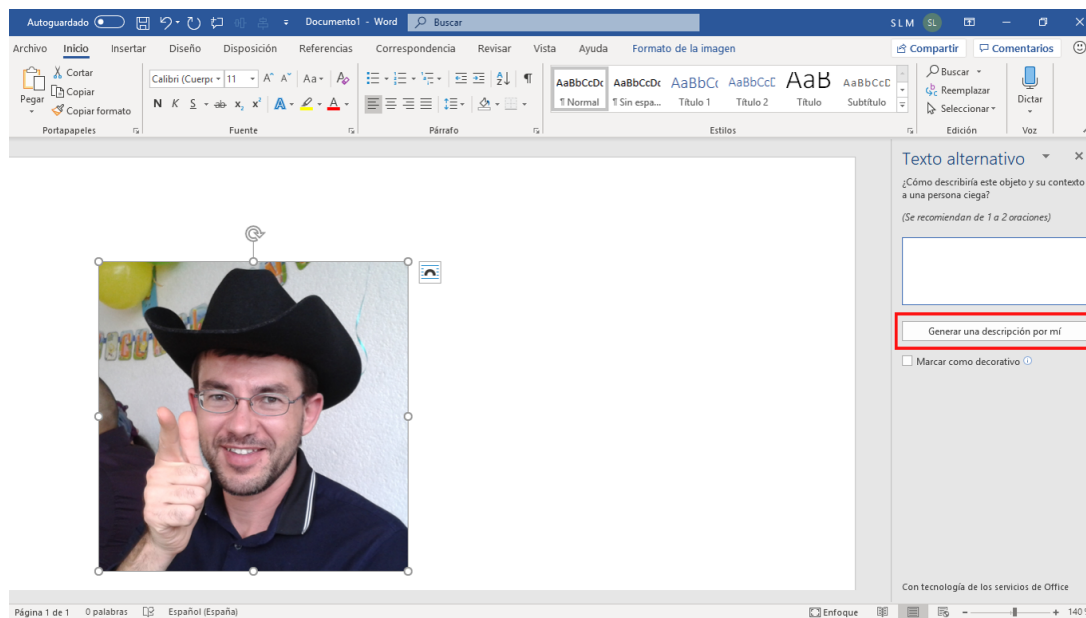 Autoguardado
Documento1 - Word
Buscar
S L M
SL
Archivo Inicio Insertar Diseño Disposición Referencias Correspondencia Revisar Vista Ayuda Formato de la imagen
Compartir
Comentarios
Pegar
Cortar
Copiar
Copiar formato
Portapapeles
Calibri (Cuerpo
11
N K S
Fuente
Párrafo
AaBbCcDc AaBbCcDc AaBbCc AaBbCcE AaB AaBbCcD
¶ Normal ¶ Sin espa... Título 1 Título 2 Título Subtítulo
Estilos
Buscar
Reemplazar
Seleccionar
Edición
Dictar
Voz
Texto alternativo
¿Cómo describiría este objeto y su contexto
a una persona ciega?
(Se recomiendan de 1 a 2 oraciones)
Generar una descripción por mí
Marcar como decorativo
Con tecnología de los servicios de Office
Página 1 de 1 0 palabras Español (España)
Enfoque
140 %